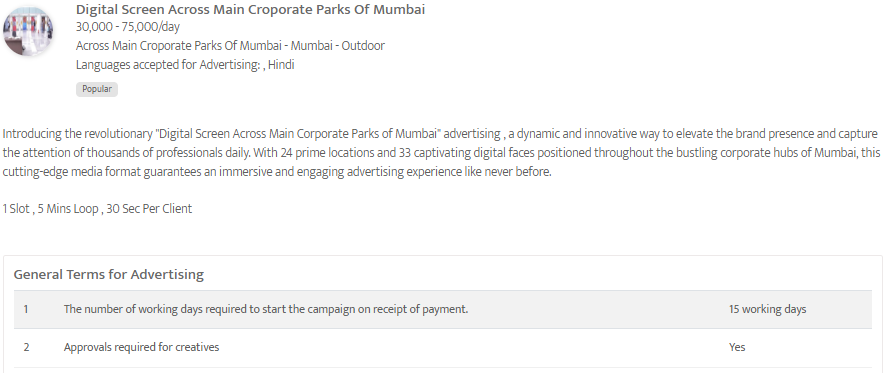 Digital Screen Across Main Croporate Parks Of Mumbai
30,000 - 75,000/day
Across Main Croporate Parks Of Mumbai - Mumbai - Outdoor
Languages accepted for Advertising: , Hindi
Popular
Introducing the revolutionary "Digital Screen Across Main Corporate Parks of Mumbai" advertising , a dynamic and innovative way to elevate the brand presence and capture
the attention of thousands of professionals daily. With 24 prime locations and 33 captivating digital faces positioned throughout the bustling corporate hubs of Mumbai, this
cutting-edge media format guarantees an immersive and engaging advertising experience like never before.
1 Slot , 5 Mins Loop , 30 Sec Per Client
General Terms for Advertising
1 The number of working days required to start the campaign on receipt of payment. 15 working days
2 Approvals required for creatives Yes